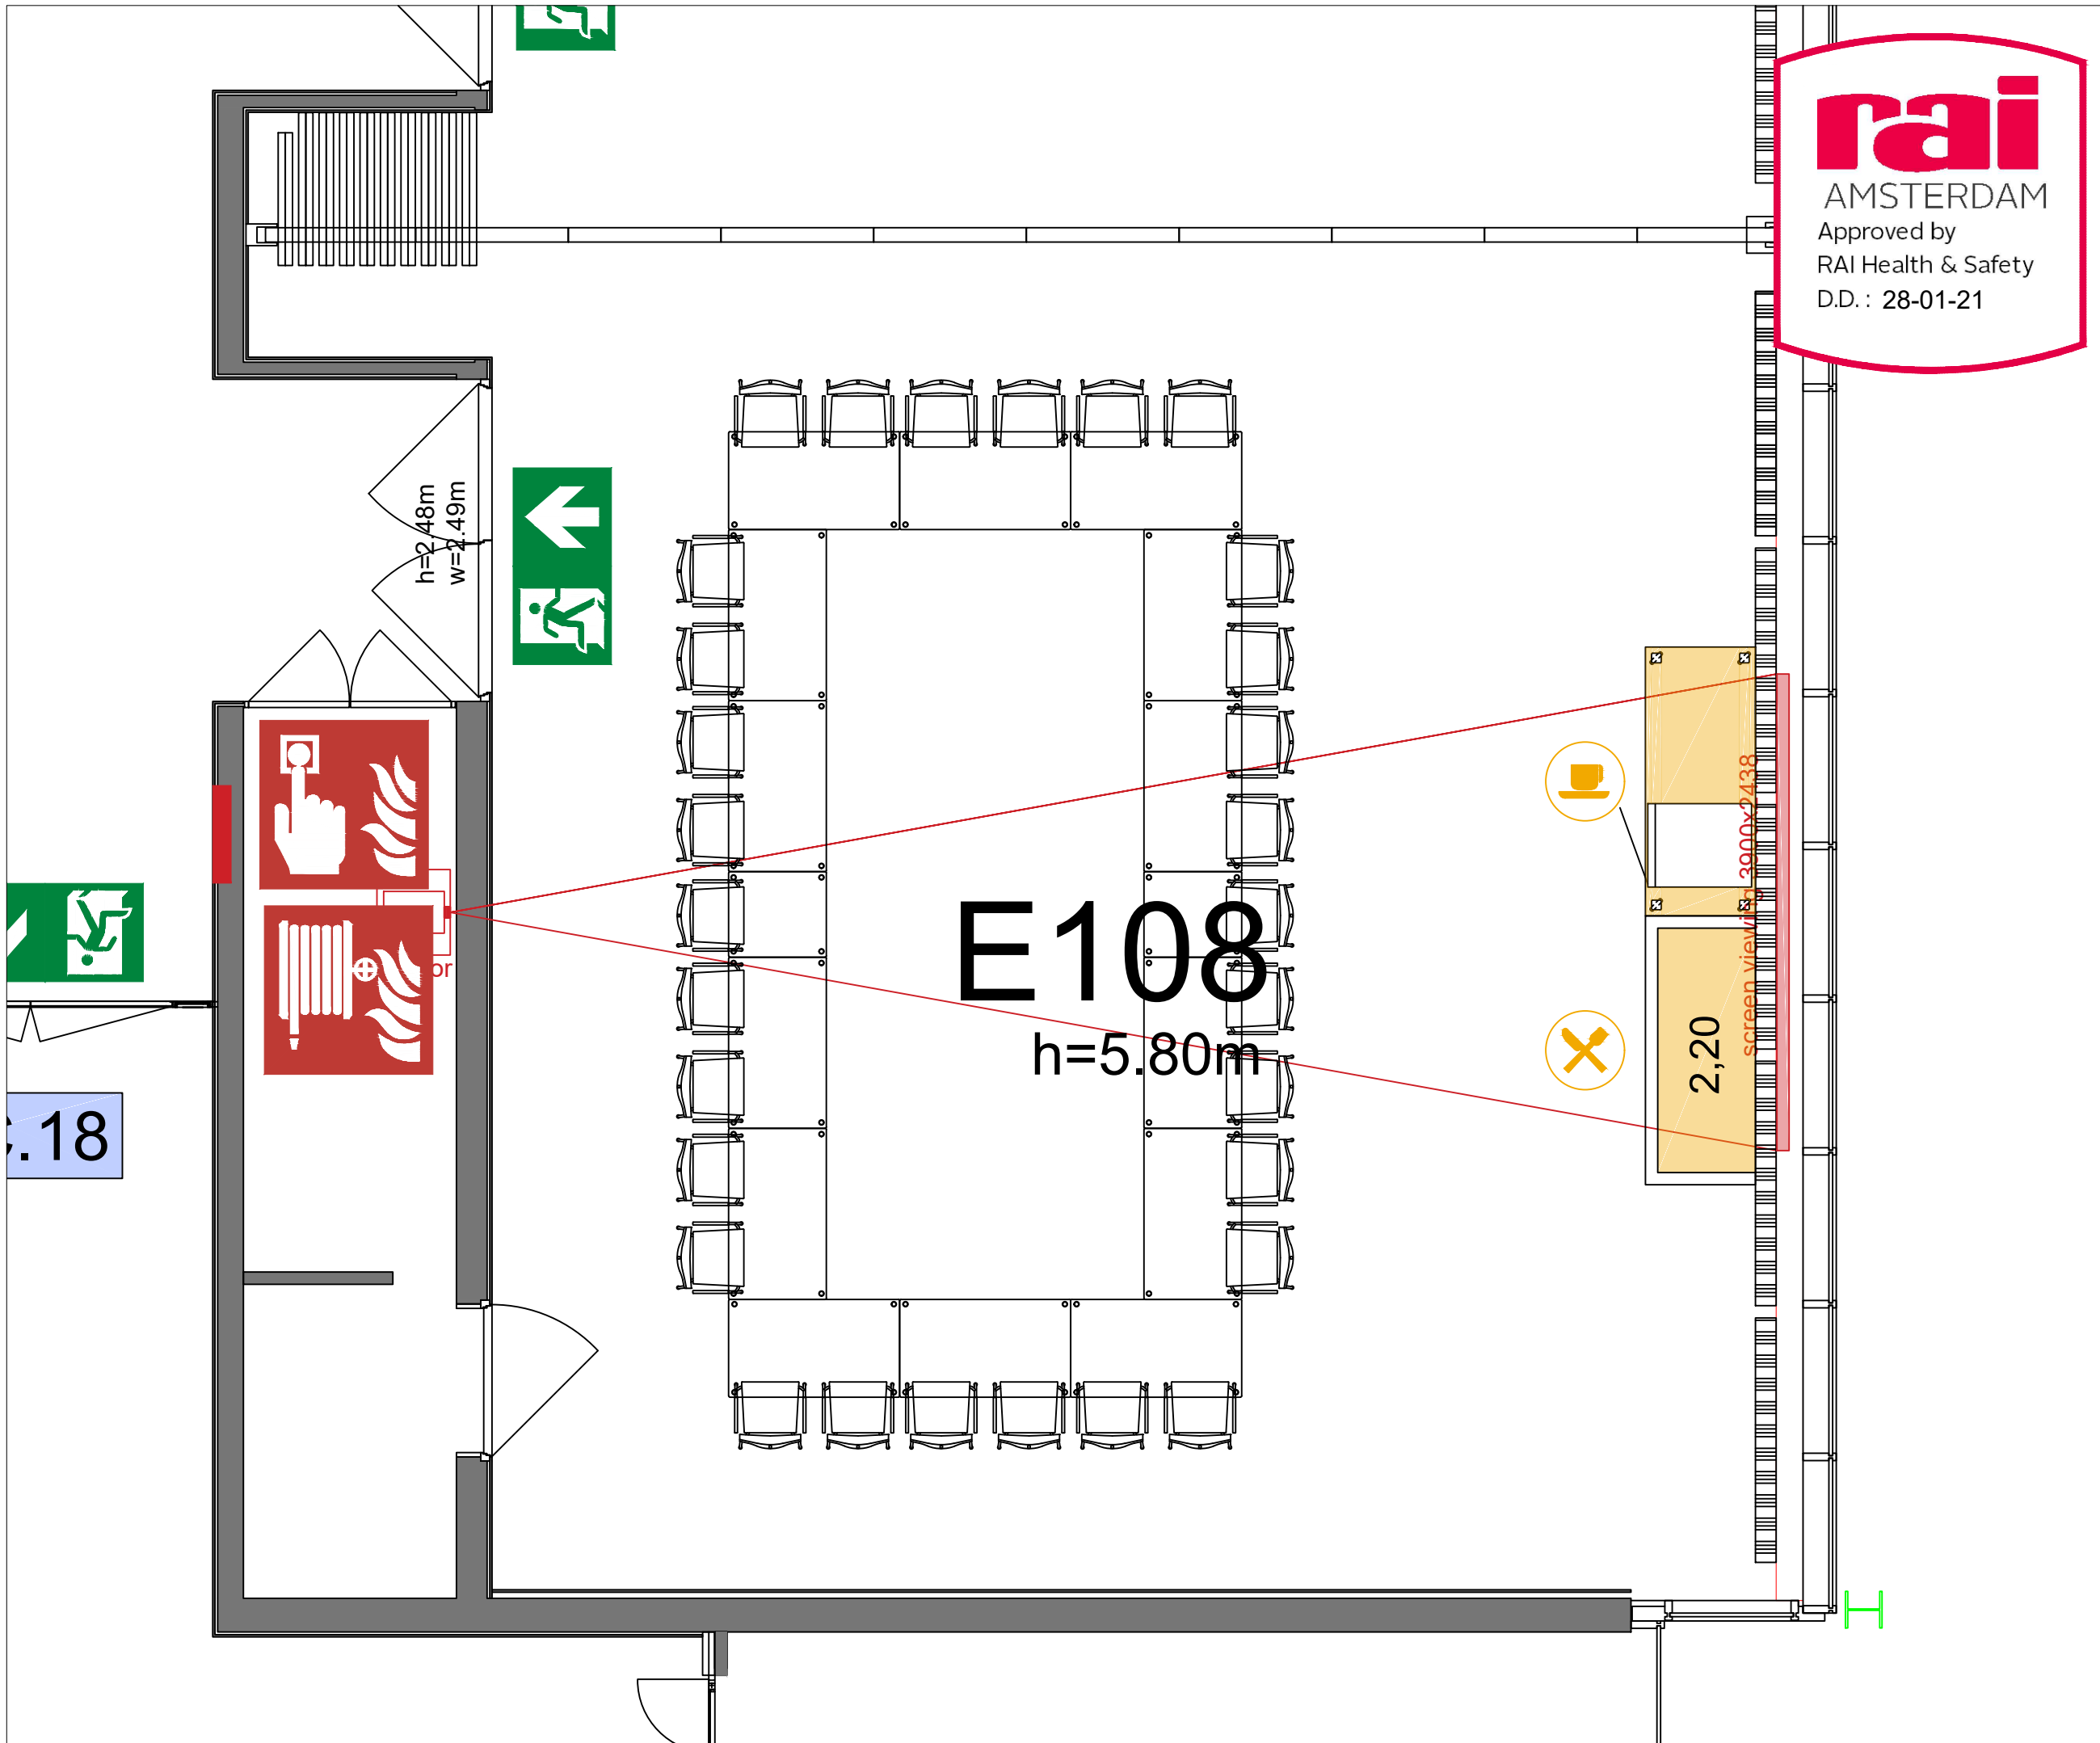 rai
AMSTERDAM
Approved by
RAI Health & Safety
D.D. : 28-01-21
h=2.48m
w=2.49m
screen viewing 3900x2438
E108
h=5.80m
2,20
or
.18